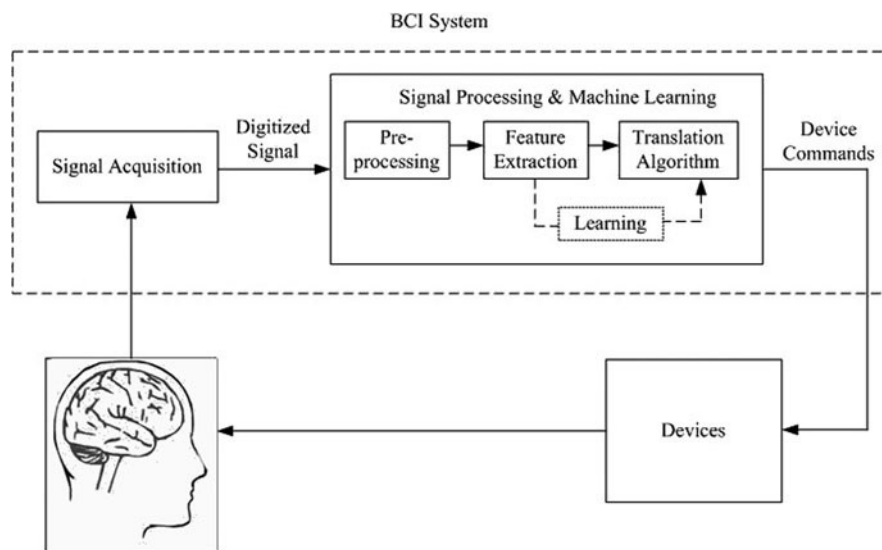 BCI System
Signal Processing & Machine Learning
Signal Acquisition
Digitized
Signal
Pre-
processing
Feature
Extraction
Translation
Algorithm
Learning
Device
Commands
Devices